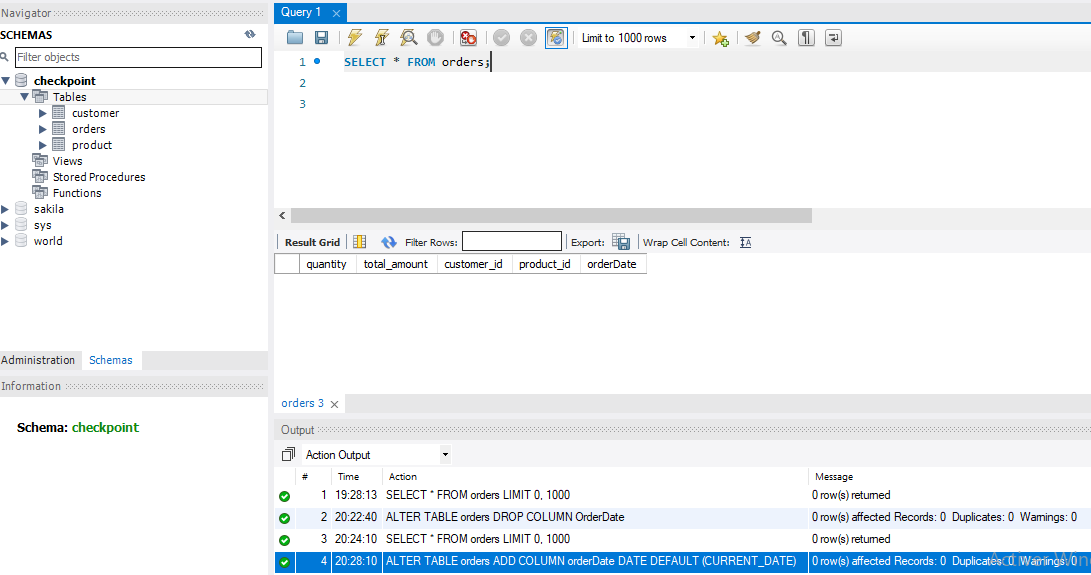 Navigator
SCHEMAS
Filter objects
checkpoint
Tables
customer
orders
product
Views
Stored Procedures
Functions
sakila
sys
world
Administration Schemas
Information
Schema: checkpoint
Query 1
Limit to 1000 rows
1 SELECT * FROM orders;
2
3
Result Grid Filter Rows: Export: Wrap Cell Content:
quantity total_amount customer_id product_id orderDate
orders 3
Output
Action Output
# Time Action Message
1 19:28:13 SELECT * FROM orders LIMIT 0, 1000 0 row(s) returned
2 20:22:40 ALTER TABLE orders DROP COLUMN OrderDate 0 row(s) affected Records: 0 Duplicates: 0 Warnings: 0
3 20:24:10 SELECT * FROM orders LIMIT 0, 1000 0 row(s) returned
4 20:28:10 ALTER TABLE orders ADD COLUMN orderDate DATE DEFAULT (CURRENT_DATE) 0 row(s) affected Records: 0 Duplicates: 0 Warnings: 0